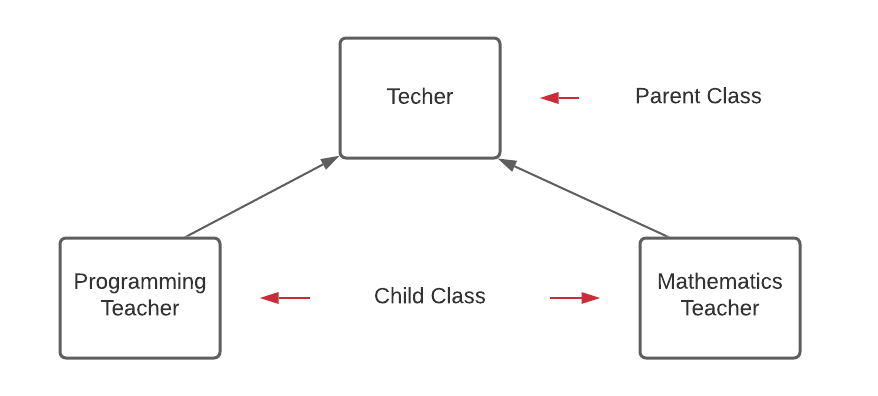 Techer
Parent Class
Programming
Teacher
Child Class
Mathematics
Teacher